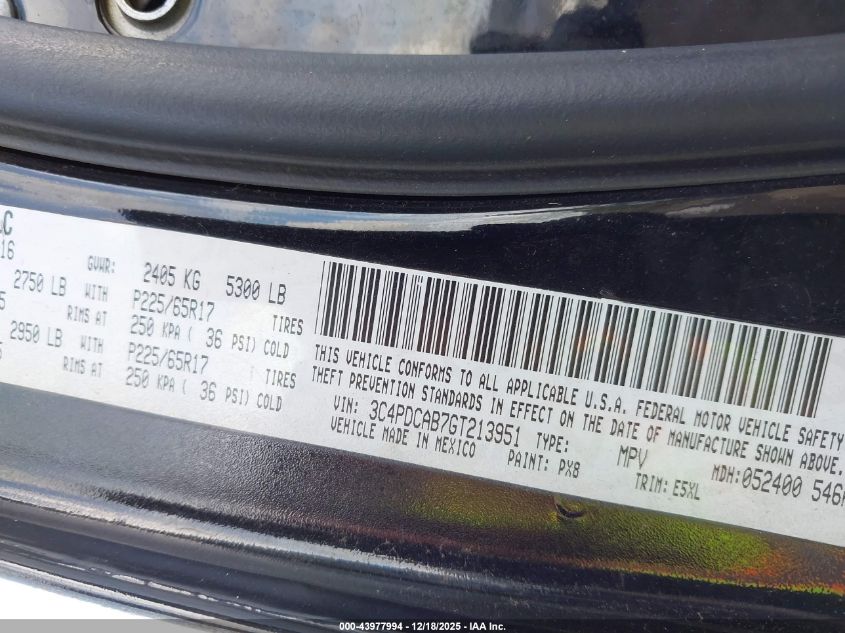 LC
16
GVWR: 2405 KG 5300 LB
2750 LB WITH P225/65R17 TIRES
RIMS AT 250 KPA ( 36 PSI) COLD
2950 LB WITH P225/65R17 TIRES
RIMS AT 250 KPA ( 36 PSI) COLD
THIS VEHICLE CONFORMS TO ALL APPLICABLE U.S.A. FEDERAL MOTOR VEHICLE SAFETY
THEFT PREVENTION STANDARDS IN EFFECT ON THE DATE OF MANUFACTURE SHOWN ABOVE.
VIN: 3C4PDCAB7GT213951 TYPE: MPV MDH:052400 546
VEHICLE MADE IN MEXICO PAINT: PX8 TRIM: E5XL
000-43977994 - 12/18/2025 - IAA Inc.